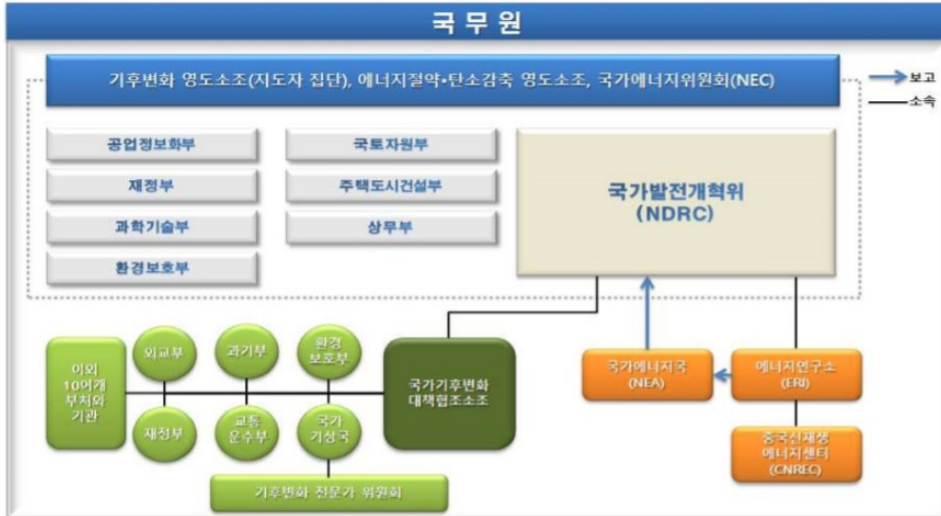 국무원
기후변화 영도소조(지도자 집단), 에너지절약•탄소감축 영도소조, 국가에너지위원회(NEC)
보고
소속
공업정보화부
국토자원부
재정부
주택도시건설부
과학기술부
상무부
환경보호부
국가발전개혁위
(NDRC)
이외
10여개
부처와
기관
외교부
과기부
환경
보호부
재정부
교통
운수부
국가
기상국
기후변화 전문가 위원회
국가기후변화
대책협조소조
국가에너지국
(NEA)
에너지연구소
(ERI)
중국신재생
에너지센터
(CNREC)